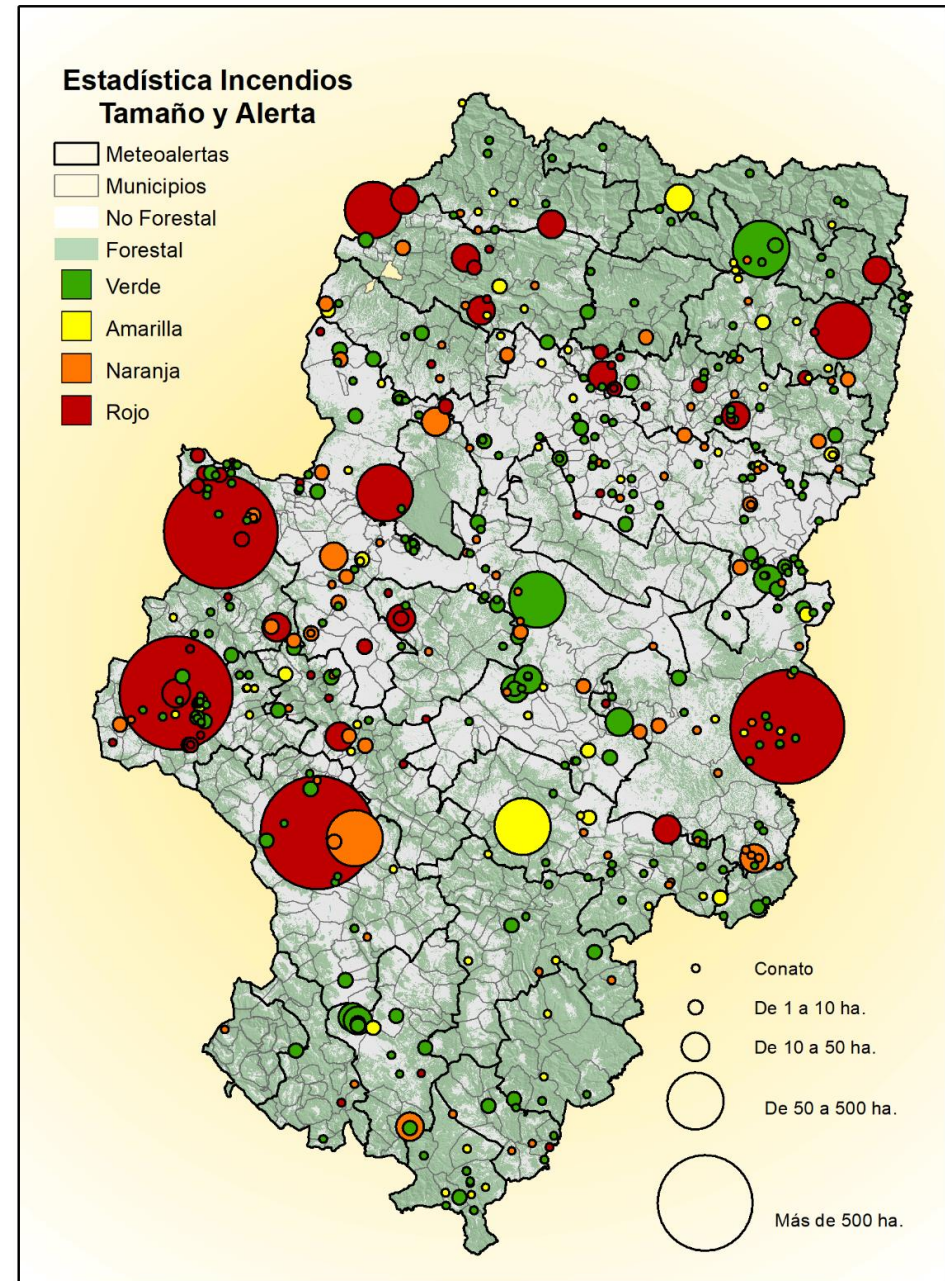 Estadística Incendios
Tamaño y Alerta
Meteoalertas
Municipios
No Forestal
Forestal
Verde
Amarilla
Naranja
Rojo
Conato
De 1 a 10 ha.
De 10 a 50 ha.
De 50 a 500 ha.
Más de 500 ha.